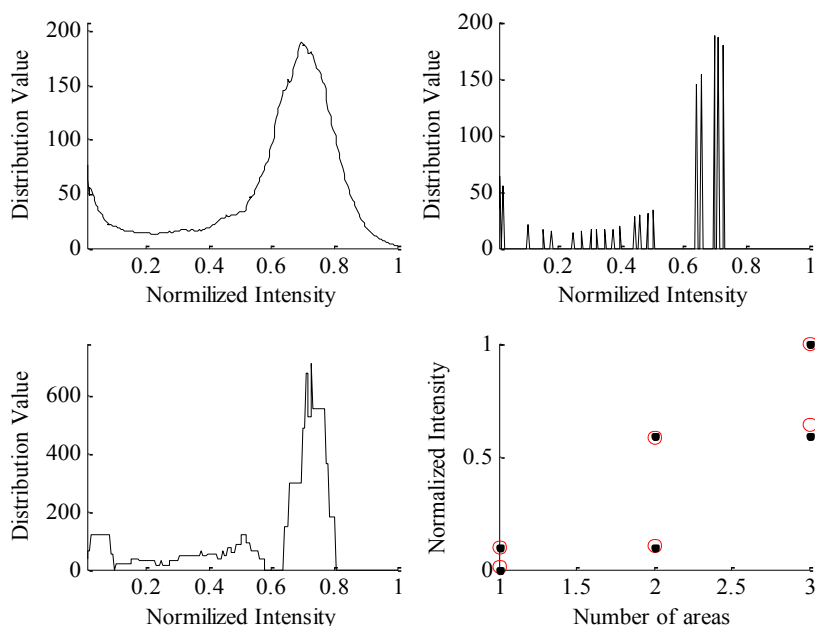 200
150
100
50
0
Distribution Value
0.2 0.4 0.6 0.8 1
Normilized Intensity
200
150
100
50
0
Distribution Value
0.2 0.4 0.6 0.8 1
Normilized Intensity
600
400
200
0
Distribution Value
0.2 0.4 0.6 0.8 1
Normilized Intensity
1
0.5
0
Normalized Intensity
1 1.5 2 2.5 3
Number of areas